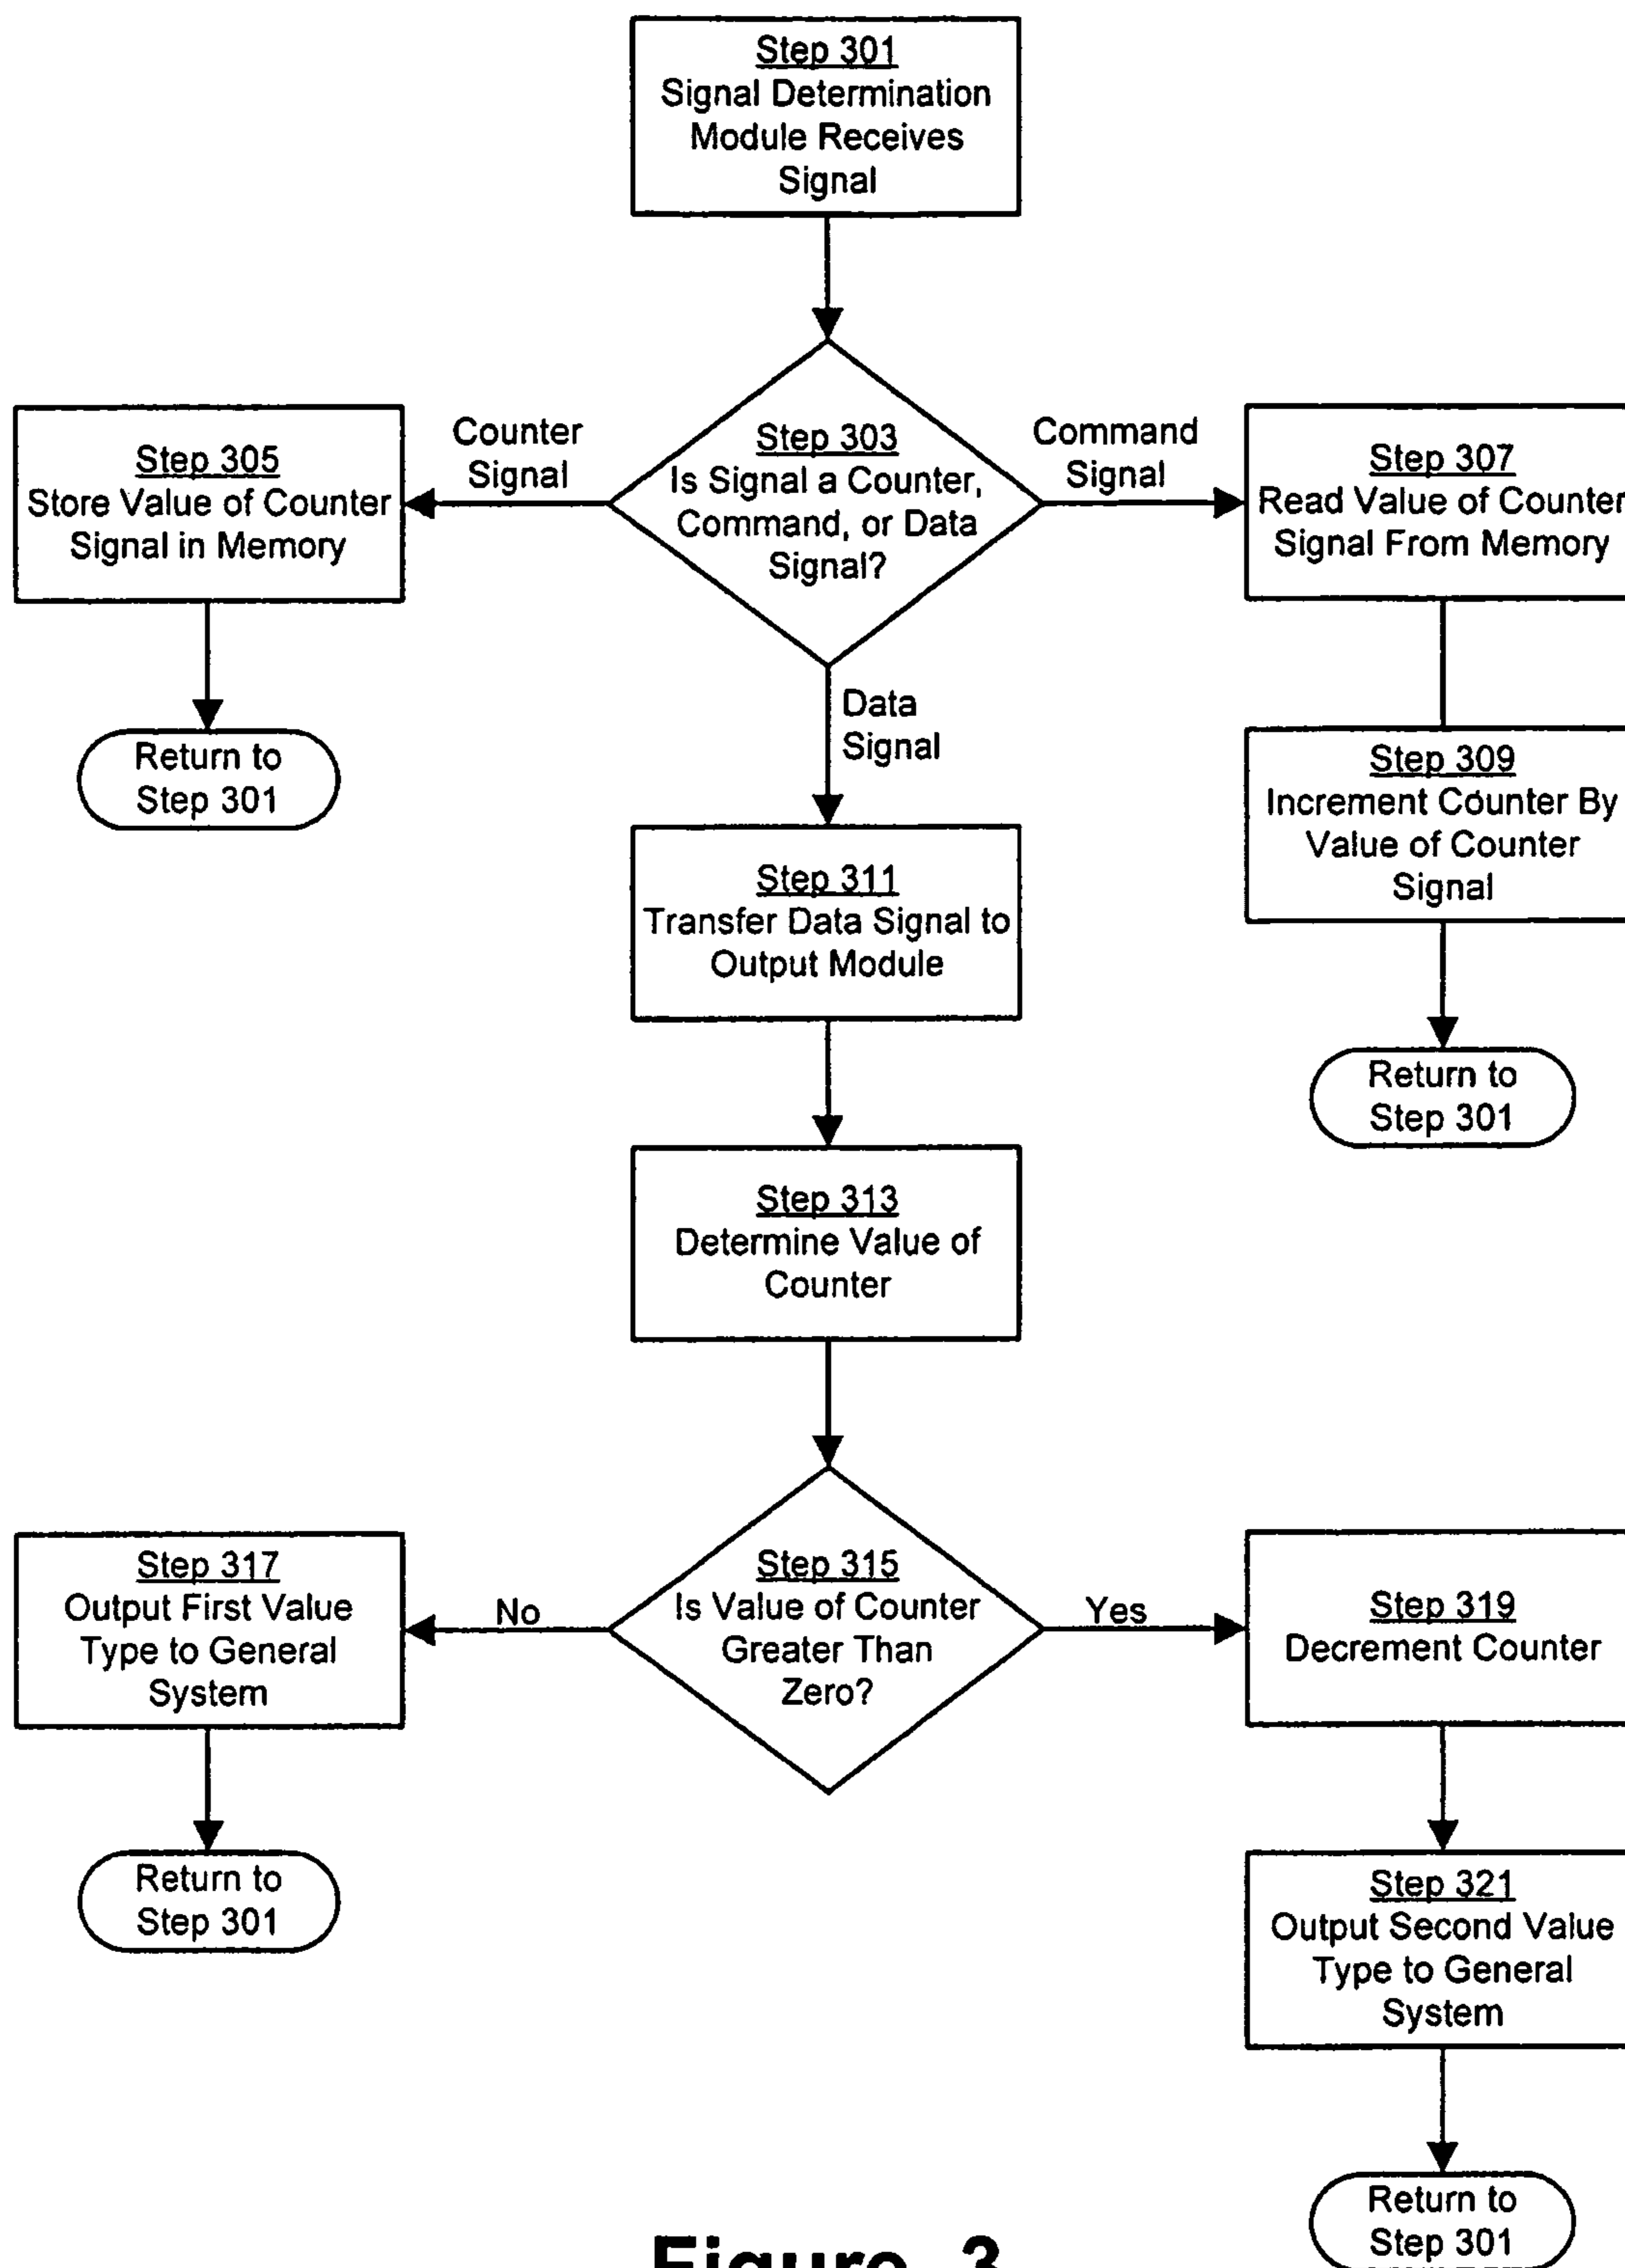 Step 301
Signal Determination
Module Receives
Signal
Counter
Signal
Command
Signal
Step 305
Store Value of Counter
Signal in Memory
Step 303
Is Signal a Counter,
Command, or Data
Signal?
Step 307
Read Value of Counter
Signal From Memory
Data
Signal
Return to
Step 301
Step 309
Increment Counter By
Value of Counter
Signal
Step 311
Transfer Data Signal to
Output Module
Return to
Step 301
Step 313
Determine Value of
Counter
Step 317
Output First Value
Type to General
System
No
Step 315
Is Value of Counter
Greater Than
Zero?
Yes
Step 319
Decrement Counter
Return to
Step 301
Step 321
Output Second Value
Type to General
System
Return to
Step 301
Figure 3